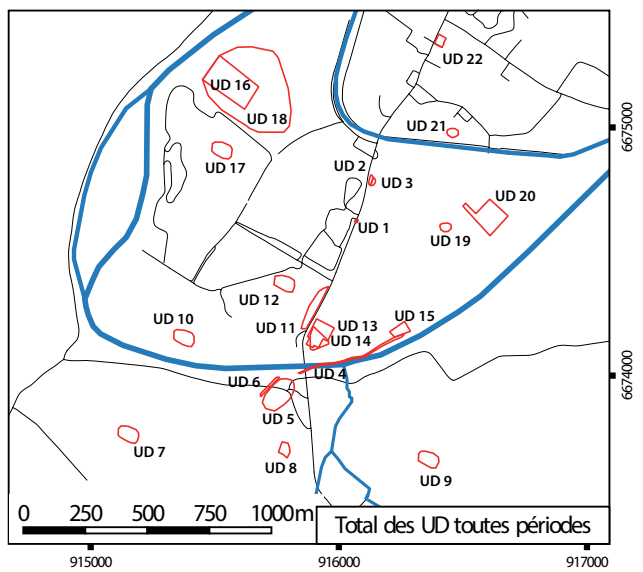 UD 22
UD 16
UD 18
UD 21
6675000
UD 17
UD 2
UD 3
UD 20
UD 1
UD 19
UD 12
UD 10
UD 11
UD 13
UD 15
UD 14
UD 4
6674000
UD 6
UD 5
UD 7
UD 8
UD 9
0 250 500 750 1000m
Total des UD toutes périodes
915000 916000 917000